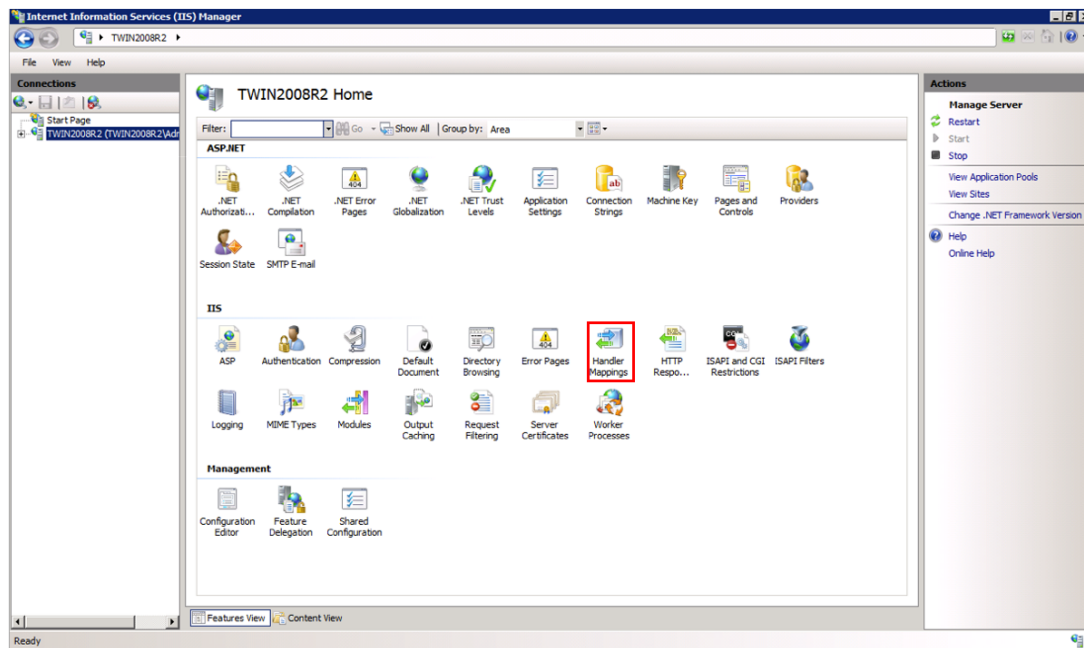 Internet Information Services (IIS) Manager
TWIN2008R2
File View Help
Connections
Start Page
TWIN2008R2 (TWIN2008R2\Adr
TWIN2008R2 Home
Filter: Go Show All Group by: Area
ASP.NET
.NET Authorizati...
.NET Compilation
.NET Error Pages
.NET Globalization
.NET Trust Levels
Application Settings
Connection Strings
Machine Key
Pages and Controls
Providers
Session State
SMTP E-mail
IIS
ASP
Authentication
Compression
Default Document
Directory Browsing
Error Pages
Handler Mappings
HTTP Respo...
ISAPI and CGI Restrictions
ISAPI Filters
Logging
MIME Types
Modules
Output Caching
Request Filtering
Server Certificates
Worker Processes
Management
Configuration Editor
Feature Delegation
Shared Configuration
Features View Content View
Actions
Manage Server
Restart
Start
Stop
View Application Pools
View Sites
Change .NET Framework Version
Help
Online Help
Ready